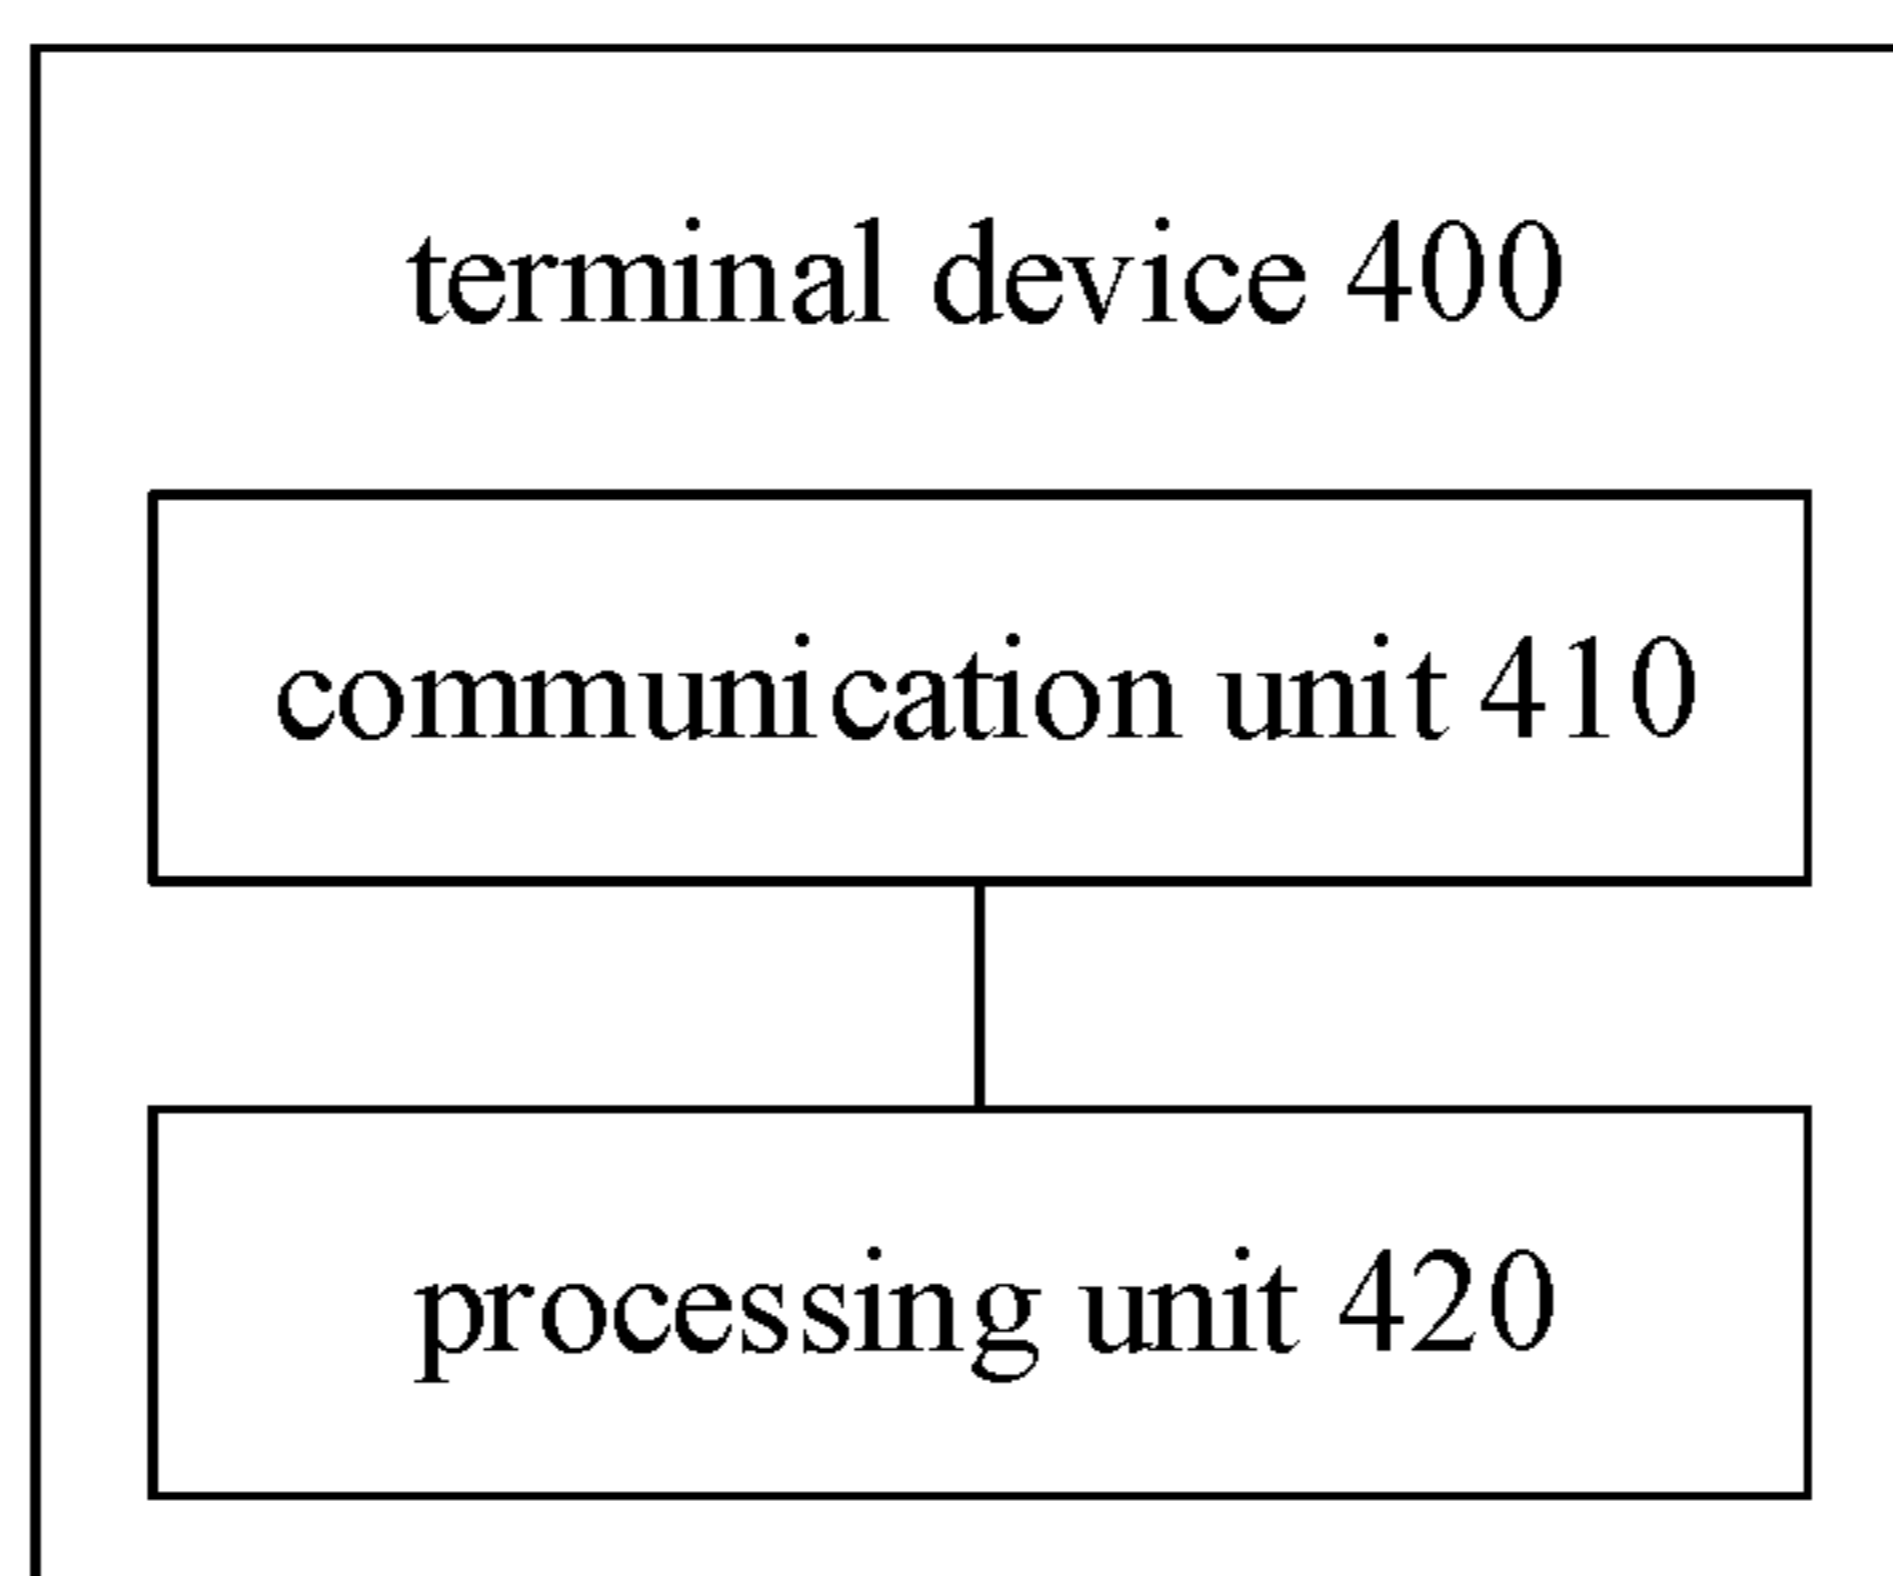 terminal device 400
communication unit 410
processing unit 420